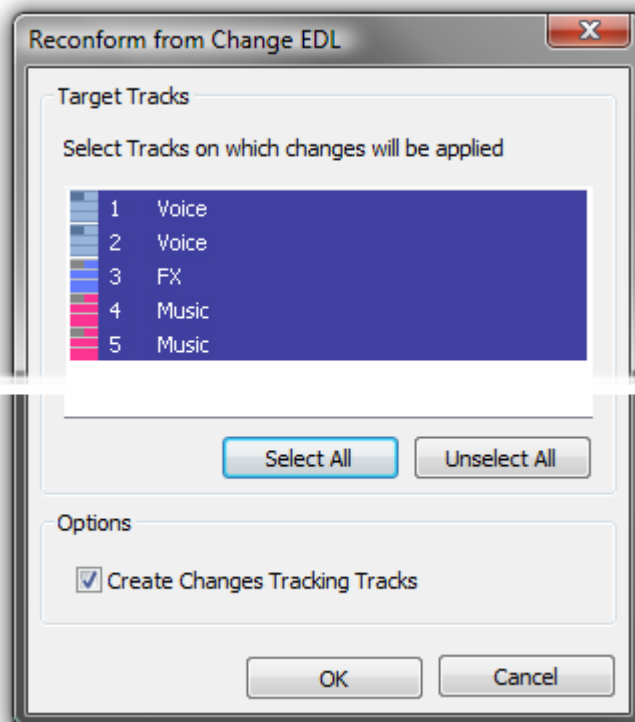 Reconform from Change EDL
Target Tracks
Select Tracks on which changes will be applied
1 Voice
2 Voice
3 FX
4 Music
5 Music
Select All Unselect All
Options
Create Changes Tracking Tracks
OK Cancel